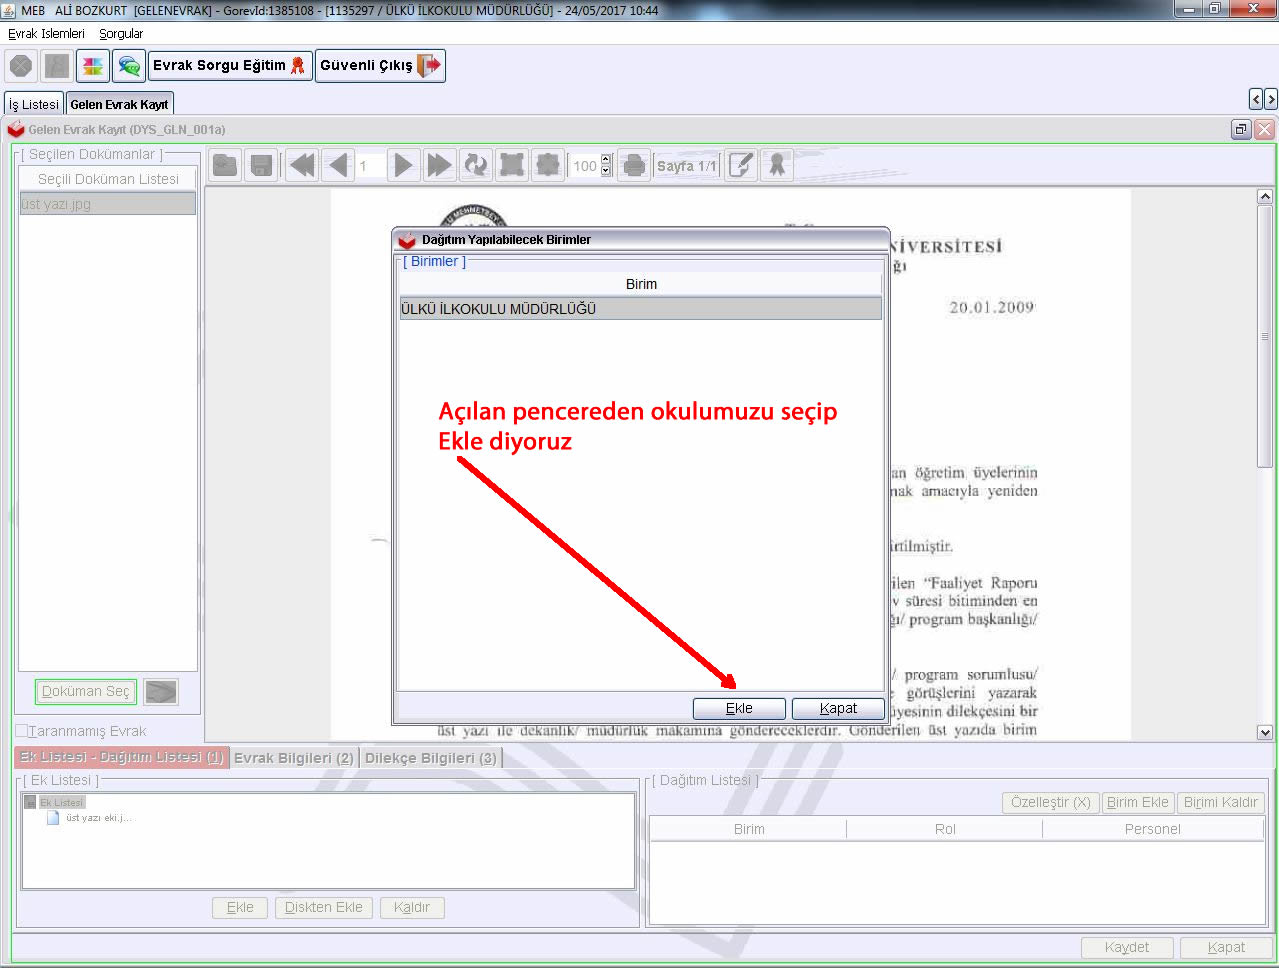 MEB ALİ BOZKURT [GELENEVRAK] - GorevId:1385108 - [1135297 / ÜLKÜ İLKOKULU MÜDÜRLÜĞÜ] - 24/05/2017 10:44
Evrak Islemleri Sorgular
Evrak Sorgu Eğitim Güvenli Çıkış
İş Listesi Gelen Evrak Kayıt
Gelen Evrak Kayıt (DYS_GLN_001a)
[ Seçilen Dokümanlar ]
Seçili Doküman Listesi
üst yazı.jpg
1 100 Sayfa 1/1
NİVERSİTESİ
ğı
20.01.2009
Dağıtım Yapılabilecek Birimler
[ Birimler ]
Birim
ÜLKÜ İLKOKULU MÜDÜRLÜĞÜ
Açılan pencereden okulumuzu seçip
Ekle diyoruz
an öğretim üyelerinin
nak amacıyla yeniden
irtilmiştir.
ilen “Faaliyet Raporu
v süresi bitiminden en
ğı/ program başkanlığı/
/ program sorumlusu/
görüşlerini yazarak
üyesinin dilekçesini bir
üst yazı ile dekanlık/ müdürlük makamına göndereceklerdir. Gönderilen üst yazıda birim
Ekle Kapat
Doküman Seç
Taranmamış Evrak
Ek Listesi - Dağıtım Listesi (1) Evrak Bilgileri (2) Dilekçe Bilgileri (3)
[ Ek Listesi ]
Ek Listesi
üst yazı eki.j...
Ekle Diskten Ekle Kaldır
[ Dağıtım Listesi ]
Özelleştir (X) Birim Ekle Birimi Kaldır
Birim Rol Personel
Kaydet Kapat